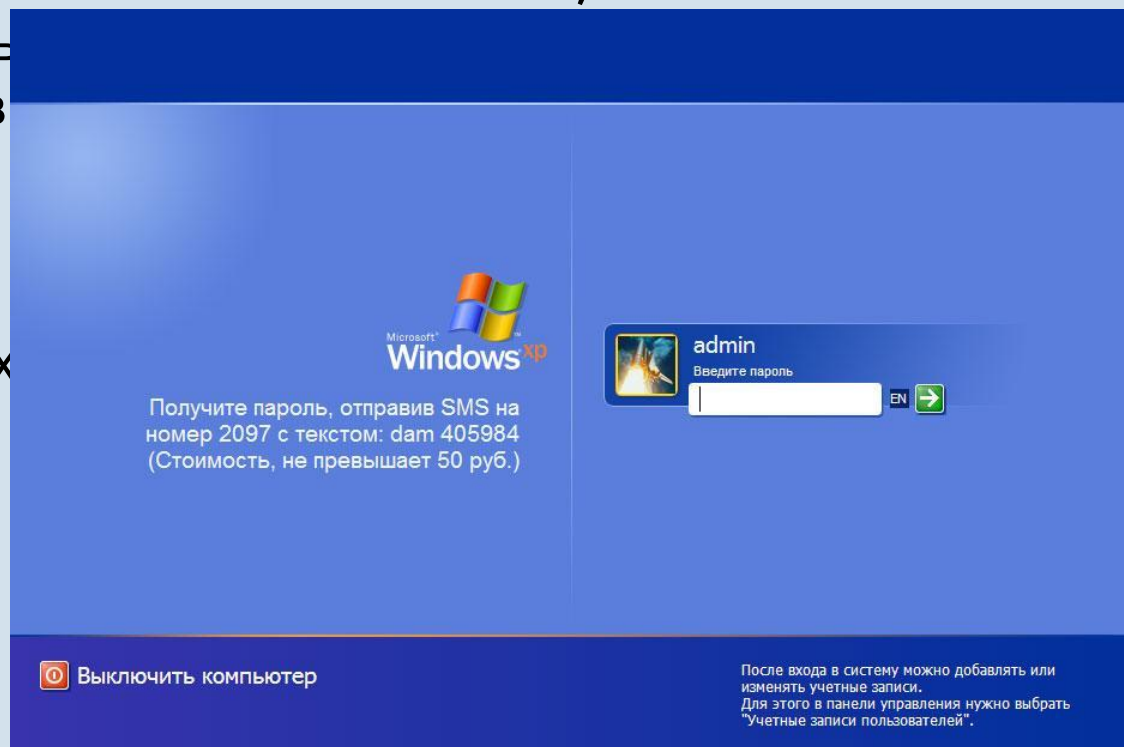 Microsoft®
Windows xp
Получите пароль, отправив SMS на
номер 2097 с текстом: dam 405984
(Стоимость, не превышает 50 руб.)
admin
Введите пароль
EN
Выключить компьютер
После входа в систему можно добавлять или
изменять учетные записи.
Для этого в панели управления нужно выбрать
"Учетные записи пользователей".